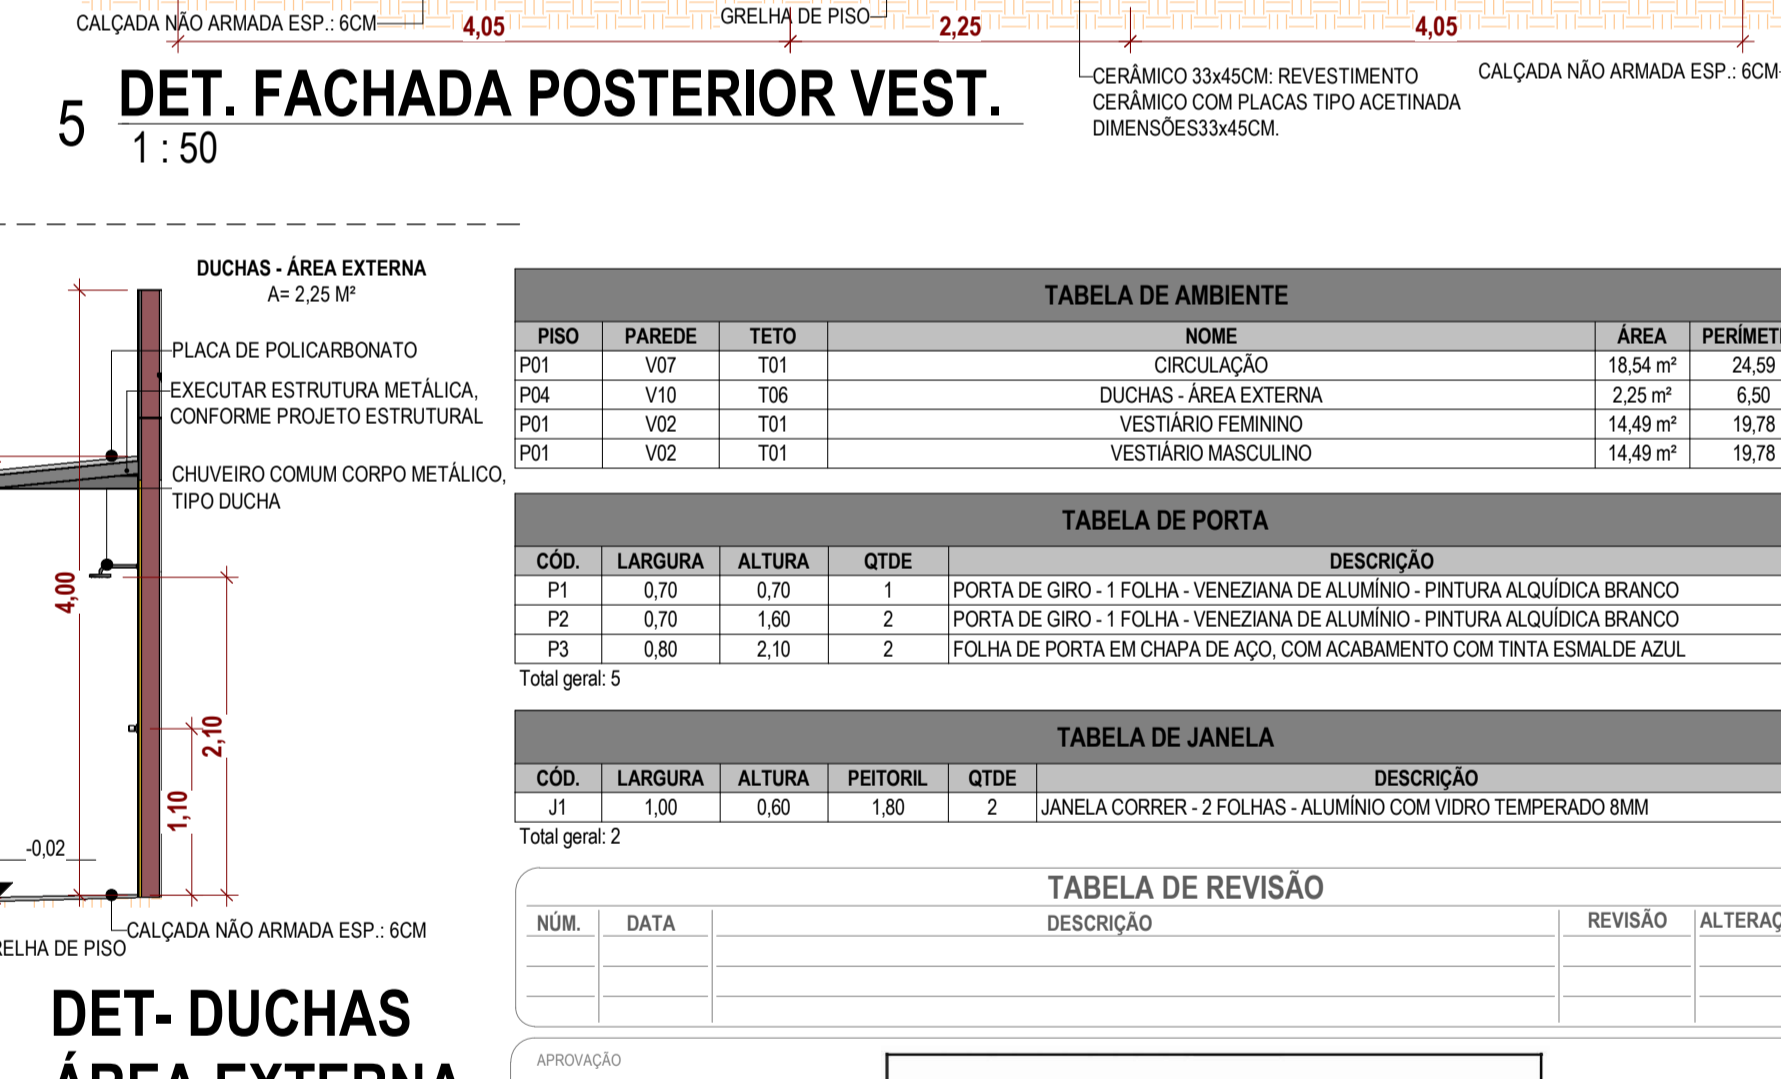 CALÇADA NÃO ARMADA ESP.: 6CM
4,05
GRELHA DE PISO
2,25
4,05
CERÂMICO 33x45CM: REVESTIMENTO
CERÂMICO COM PLACAS TIPO ACETINADA
DIMENSÕES33x45CM.
CALÇADA NÃO ARMADA ESP.: 6CM
5 DET. FACHADA POSTERIOR VEST.
1 : 50
DUCHAS - ÁREA EXTERNA
A= 2,25 M²
PLACA DE POLICARBONATO
EXECUTAR ESTRUTURA METÁLICA,
CONFORME PROJETO ESTRUTURAL
CHUVEIRO COMUM CORPO METÁLICO,
TIPO DUCHA
4,00
2,10
1,10
-0,02
CALÇADA NÃO ARMADA ESP.: 6CM
RELHA DE PISO
DET- DUCHAS
ÁREA EXTERNA
TABELA DE AMBIENTE
PISO PAREDE TETO NOME ÁREA PERÍMET
P01 V07 T01 CIRCULAÇÃO 18,54 m² 24,59
P04 V10 T06 DUCHAS - ÁREA EXTERNA 2,25 m² 6,50
P01 V02 T01 VESTIÁRIO FEMININO 14,49 m² 19,78
P01 V02 T01 VESTIÁRIO MASCULINO 14,49 m² 19,78
TABELA DE PORTA
CÓD. LARGURA ALTURA QTDE DESCRIÇÃO
P1 0,70 0,70 1 PORTA DE GIRO - 1 FOLHA - VENEZIANA DE ALUMÍNIO - PINTURA ALQUÍDICA BRANCO
P2 0,70 1,60 2 PORTA DE GIRO - 1 FOLHA - VENEZIANA DE ALUMÍNIO - PINTURA ALQUÍDICA BRANCO
P3 0,80 2,10 2 FOLHA DE PORTA EM CHAPA DE AÇO, COM ACABAMENTO COM TINTA ESMALDE AZUL
Total geral: 5
TABELA DE JANELA
CÓD. LARGURA ALTURA PEITORIL QTDE DESCRIÇÃO
J1 1,00 0,60 1,80 2 JANELA CORRER - 2 FOLHAS - ALUMÍNIO COM VIDRO TEMPERADO 8MM
Total geral: 2
TABELA DE REVISÃO
NÚM. DATA DESCRIÇÃO REVISÃO ALTERAÇ
APROVAÇÃO